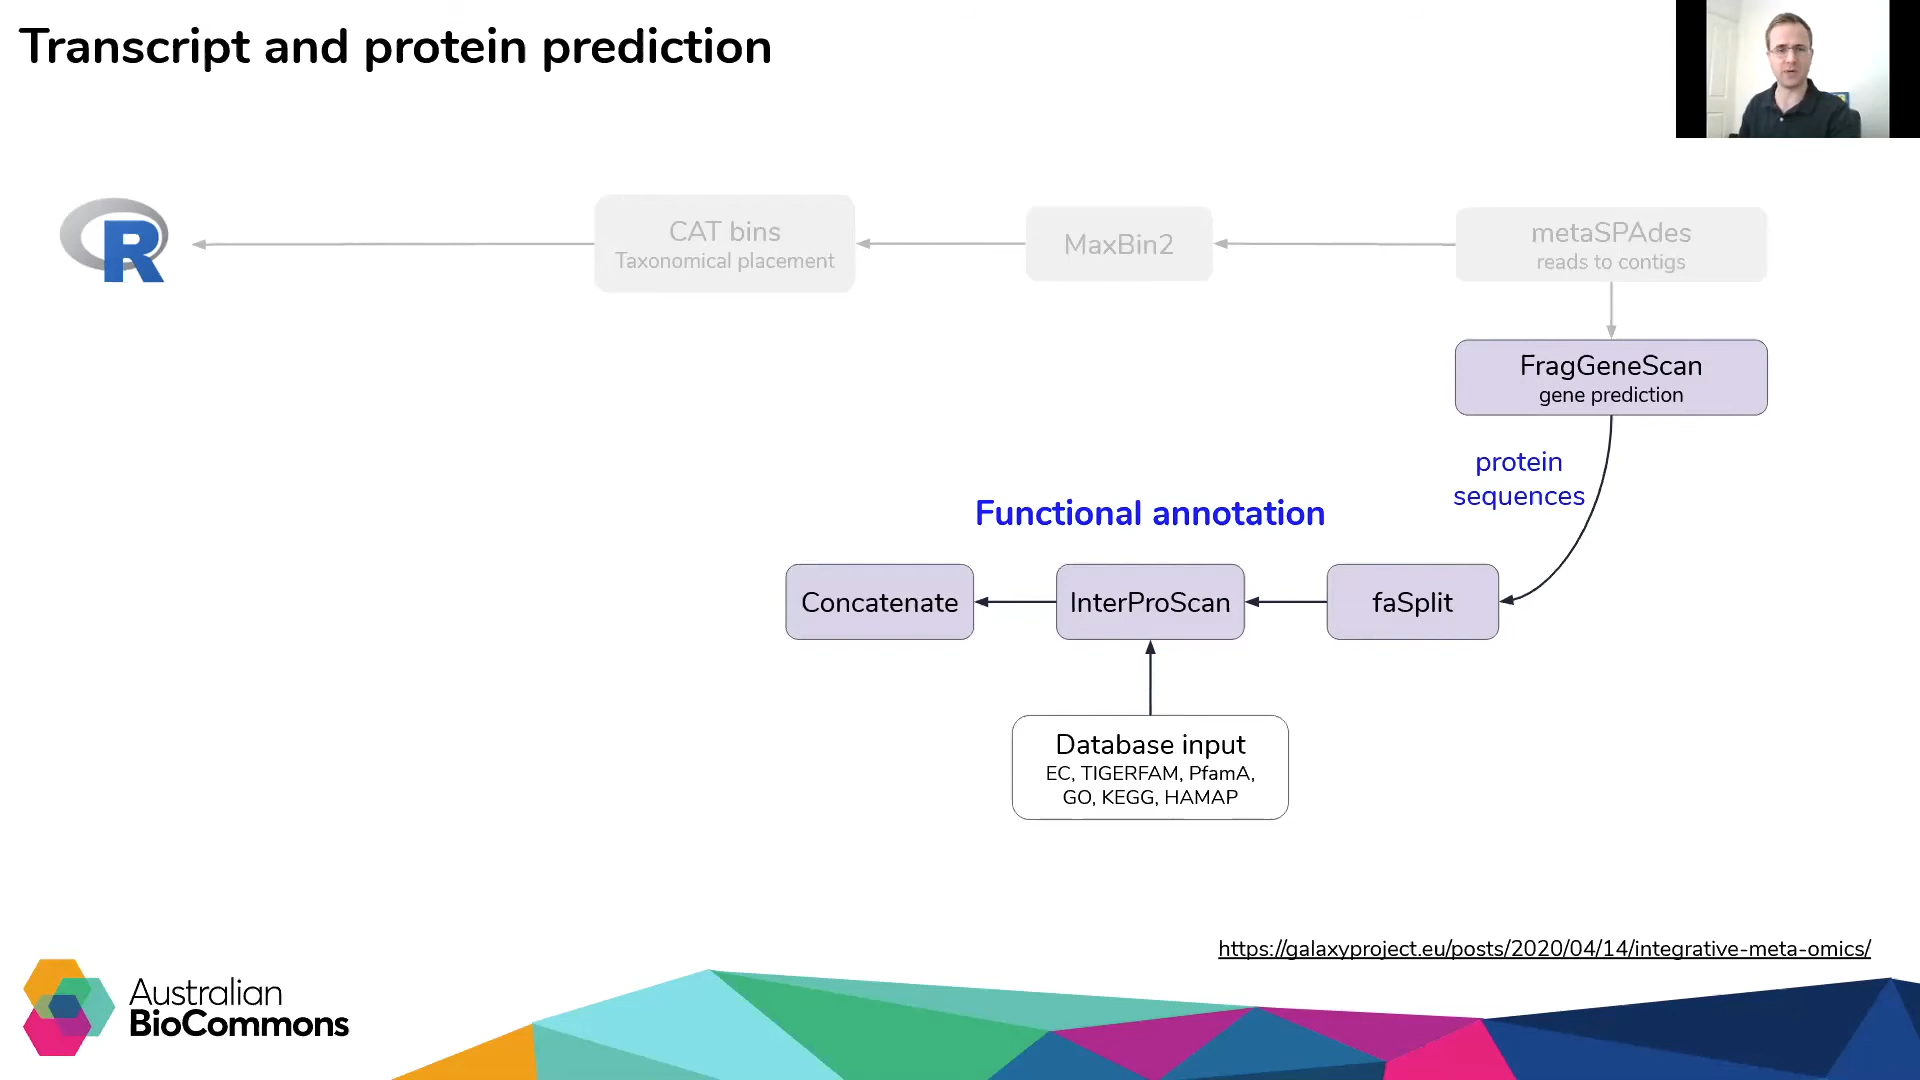 Transcript and protein prediction
R
CAT bins
Taxonomical placement
MaxBin2
metaSPAdes
reads to contigs
FragGeneScan
gene prediction
protein
sequences
Functional annotation
Concatenate
InterProScan
faSplit
Database input
EC, TIGERFAM, PfamA,
GO, KEGG, HAMAP
https://galaxyproject.eu/posts/2020/04/14/integrative-meta-omics/
Australian
BioCommons